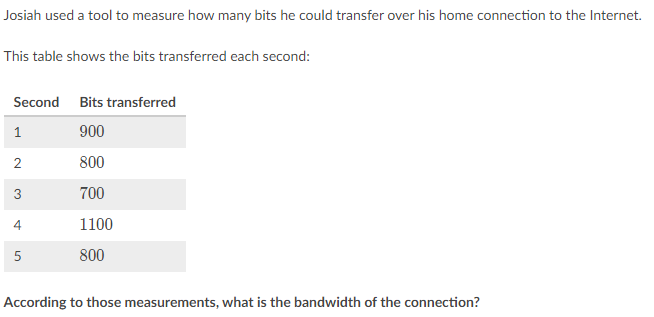 Josiah used a tool to measure how many bits he could transfer over his home connection to the Internet.
This table shows the bits transferred each second:
Second Bits transferred
1 900
2 800
3 700
4 1100
5 800
According to those measurements, what is the bandwidth of the connection?